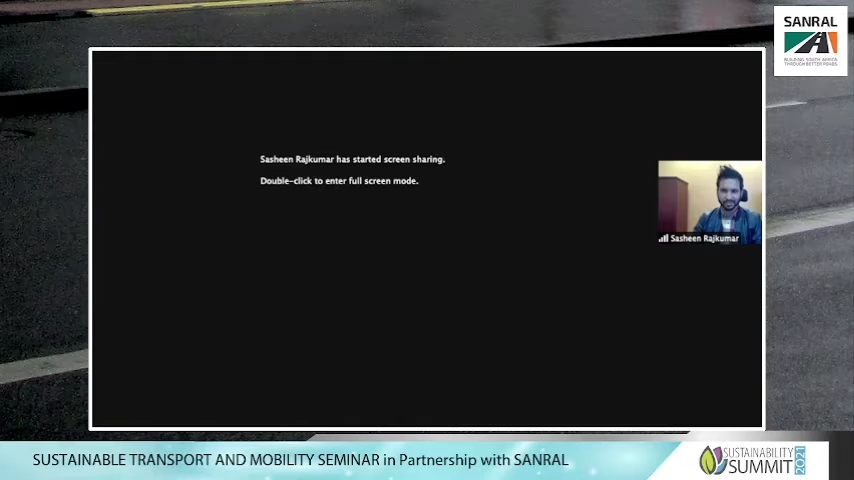 SANRAL
BUILDING SOUTH AFRICA
THROUGH BETTER ROADS
Sasheen Rajkumar has started screen sharing.
Double-click to enter full screen mode.
Sasheen Rajkumar
SUSTAINABLE TRANSPORT AND MOBILITY SEMINAR in Partnership with SANRAL
SUSTAINABILITY
SUMMIT 2021